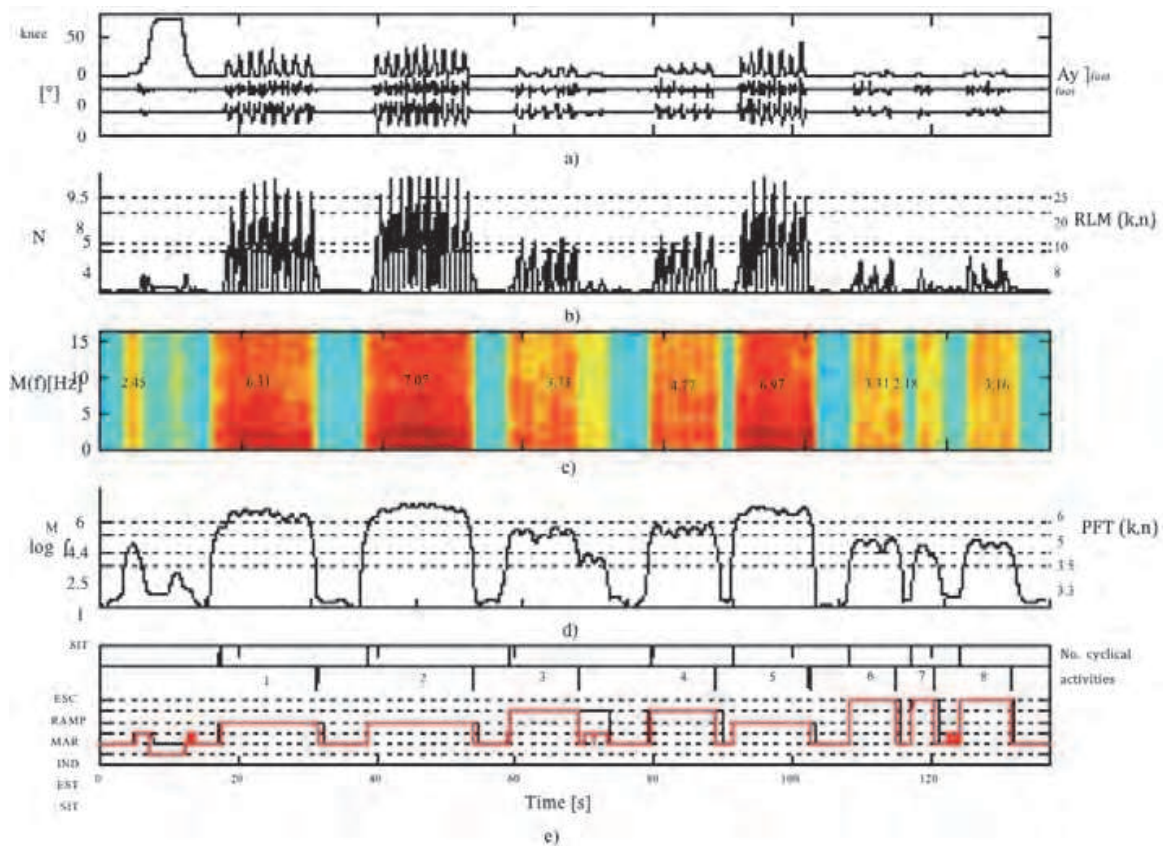 knee
50
0
[°]
0
0
Ay
foot
foot
a)
9.5
N
8
5
4
25
20
RLM (k,n)
10
8
b)
15
M(f)[Hz]
10
5
0
2.45
6.31
7.07
3.73
4.77
6.97
3.31 2.18
3.16
c)
M
log ∫
6
4.4
2.5
1
6
PFT (k,n)
5
3.5
3.3
d)
SIT
No. cyclical
activities
1
2
3
4
5
6
7
8
ESC
RAMP
MAR
IND
EST
SIT
0
20
40
60
80
100
120
Time [s]
e)